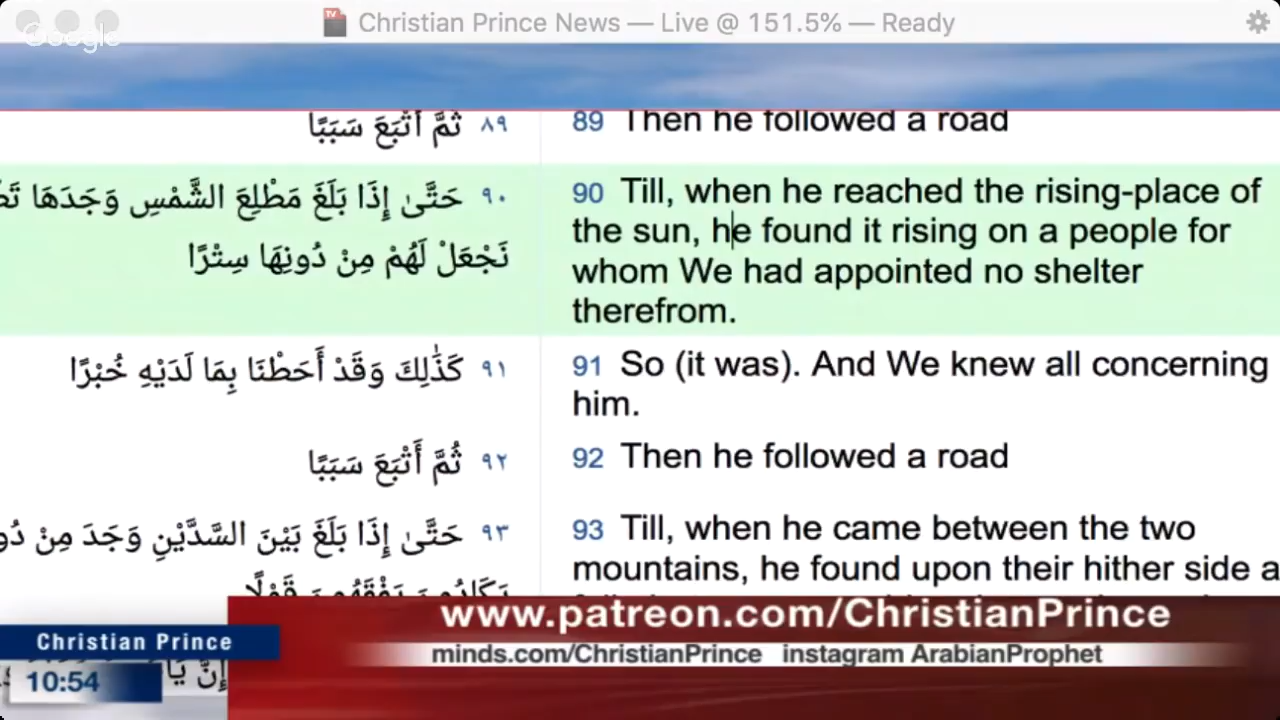 Christian Prince News — Live @ 151.5% — Ready
Google
٨٩ ثُمَّ أَتْبَعَ سَبَبًا
89 Then he followed a road
٩٠ حَتَّىٰ إِذَا بَلَغَ مَطْلِعَ الشَّمْسِ وَجَدَهَا
نَجْعَلْ لَهُمْ مِنْ دُونِهَا سِتْرًا
90 Till, when he reached the rising-place of
the sun, he found it rising on a people for
whom We had appointed no shelter
therefrom.
٩١ كَذَٰلِكَ وَقَدْ أَحَطْنَا بِمَا لَدَيْهِ خُبْرًا
91 So (it was). And We knew all concerning
him.
٩٢ ثُمَّ أَتْبَعَ سَبَبًا
92 Then he followed a road
٩٣ حَتَّىٰ إِذَا بَلَغَ بَيْنَ السَّدَّيْنِ وَجَدَ مِنْ
93 Till, when he came between the two
mountains, he found upon their hither side a
www.patreon.com/ChristianPrince
minds.com/ChristianPrince instagram ArabianProphet
Christian Prince
10:54
إِنَّ